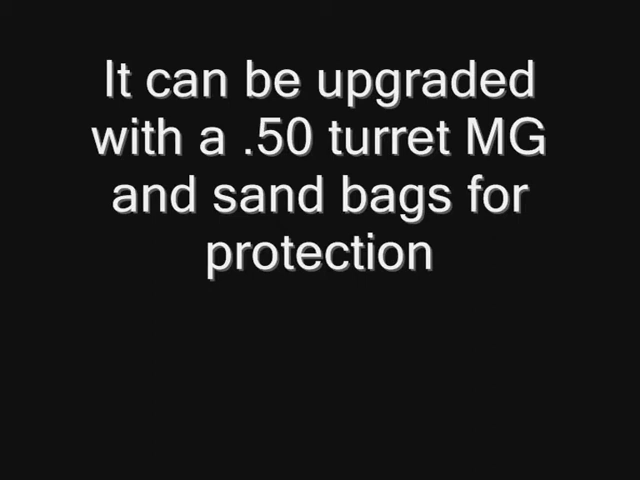 It can be upgraded
with a .50 turret MG
and sand bags for
protection